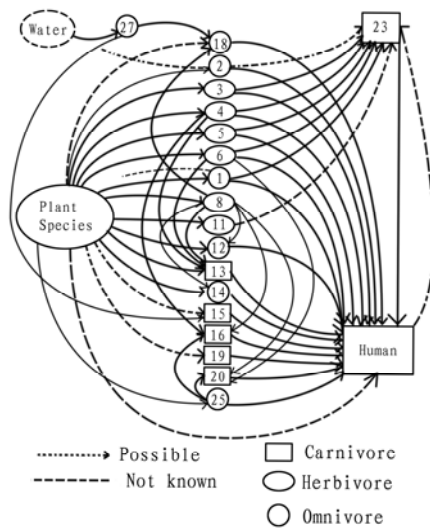 Water
27
23
18
2
3
4
5
6
1
8
11
12
13
14
15
16
19
20
25
Plant
Species
Human
Possible
Not known
Carnivore
Herbivore
Omnivore